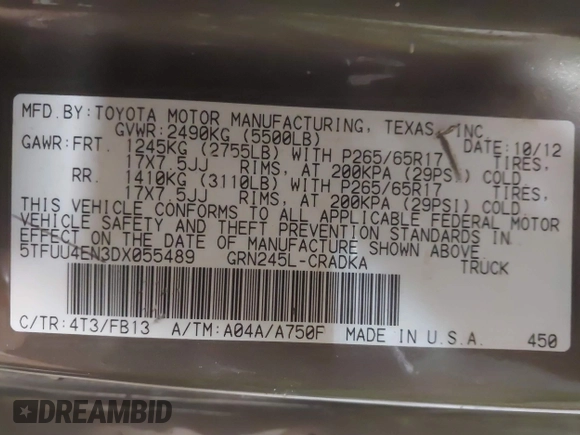 MFD. BY: TOYOTA MOTOR MANUFACTURING, TEXAS, INC.
GVWR: 2490KG (5500LB) DATE: 10/12
GAWR: FRT. 1245KG (2755LB) WITH P265/65R17 TIRES,
17X7.5JJ RIMS, AT 200KPA (29PSI) COLD
RR. 1410KG (3110LB) WITH P265/65R17 TIRES,
17X7.5JJ RIMS, AT 200KPA (29PSI) COLD
THIS VEHICLE CONFORMS TO ALL APPLICABLE FEDERAL MOTOR
VEHICLE SAFETY AND THEFT PREVENTION STANDARDS IN
EFFECT ON THE DATE OF MANUFACTURE SHOWN ABOVE.
5TFUU4EN3DX055489 GRN245L-CRADKA TRUCK
C/TR: 4T3/FB13 A/TM: A04A/A750F MADE IN U.S.A. 450
DREAMBID